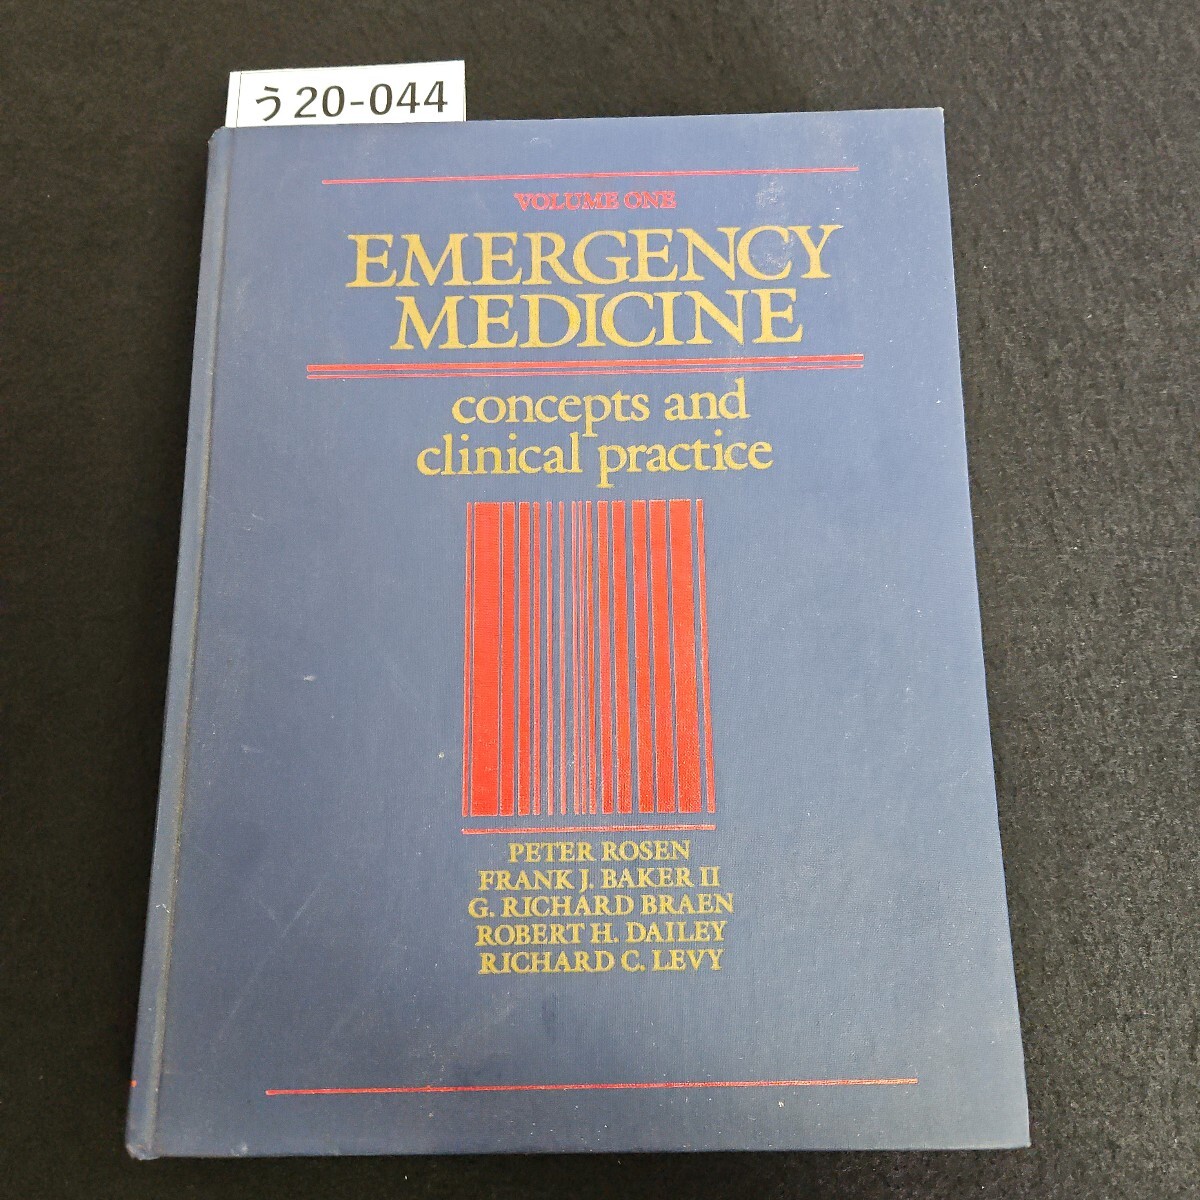 う20-044
VOLUME ONE
EMERGENCY
MEDICINE
concepts and
clinical practice
PETER ROSEN
FRANK J. BAKER II
G. RICHARD BRAEN
ROBERT H. DAILEY
RICHARD C. LEVY